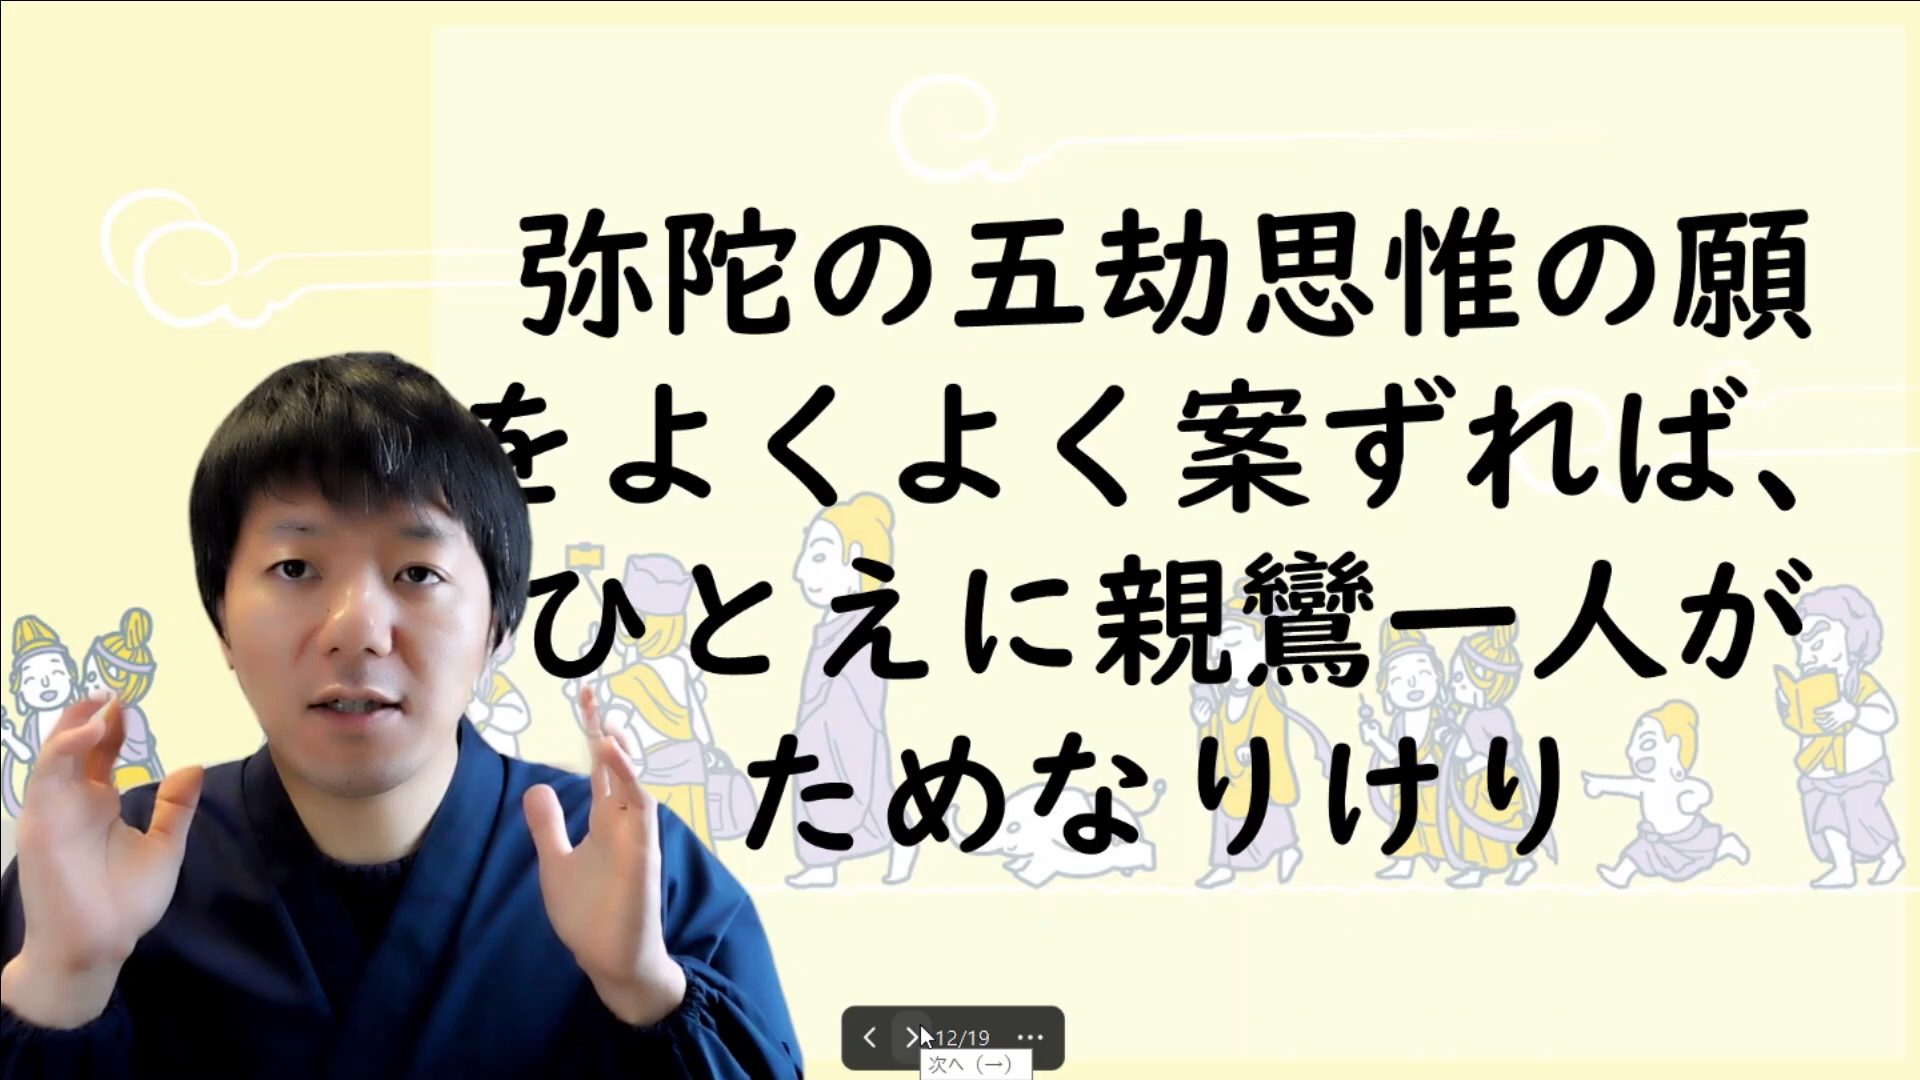 弥陀の五劫思惟の願
をよくよく案ずれば、
ひとえに親鸞一人が
ためなりけり
12/19
次へ (→)